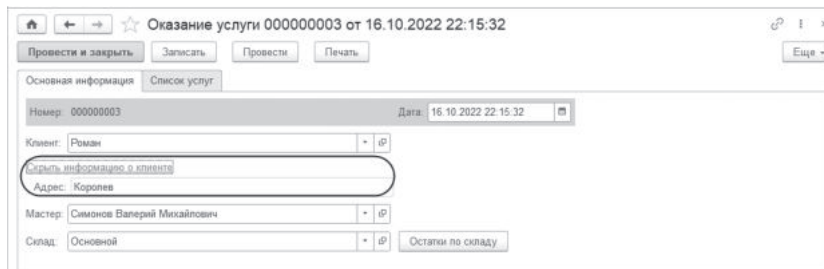 Оказание услуги 000000003 от 16.10.2022 22:15:32
Провести и закрыть Записать Провести Печать Еще
Основная информация Список услуг
Номер: 000000003 Дата: 16.10.2022 22:15:32
Клиент: Роман
Скрыть информацию о клиенте
Адрес: Королев
Мастер: Симонов Валерий Михайлович
Склад: Основной Остатки по складу